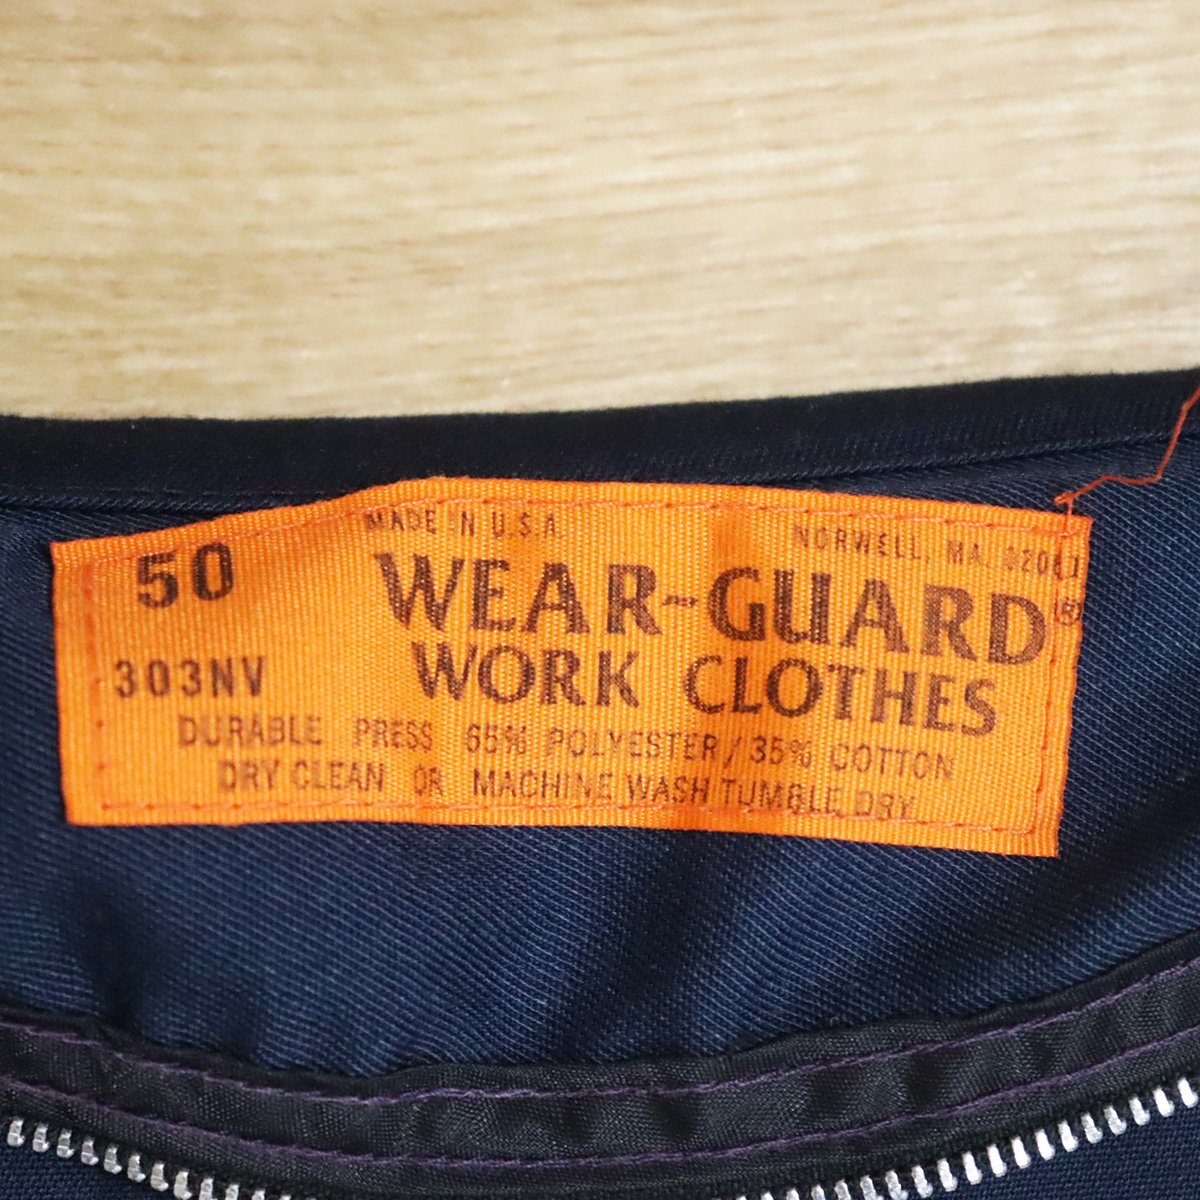 MADE IN U.S.A. NORWELL, MA. 02061
50 WEAR-GUARD®
303NV WORK CLOTHES
DURABLE PRESS 65% POLYESTER / 35% COTTON
DRY CLEAN OR MACHINE WASH TUMBLE DRY